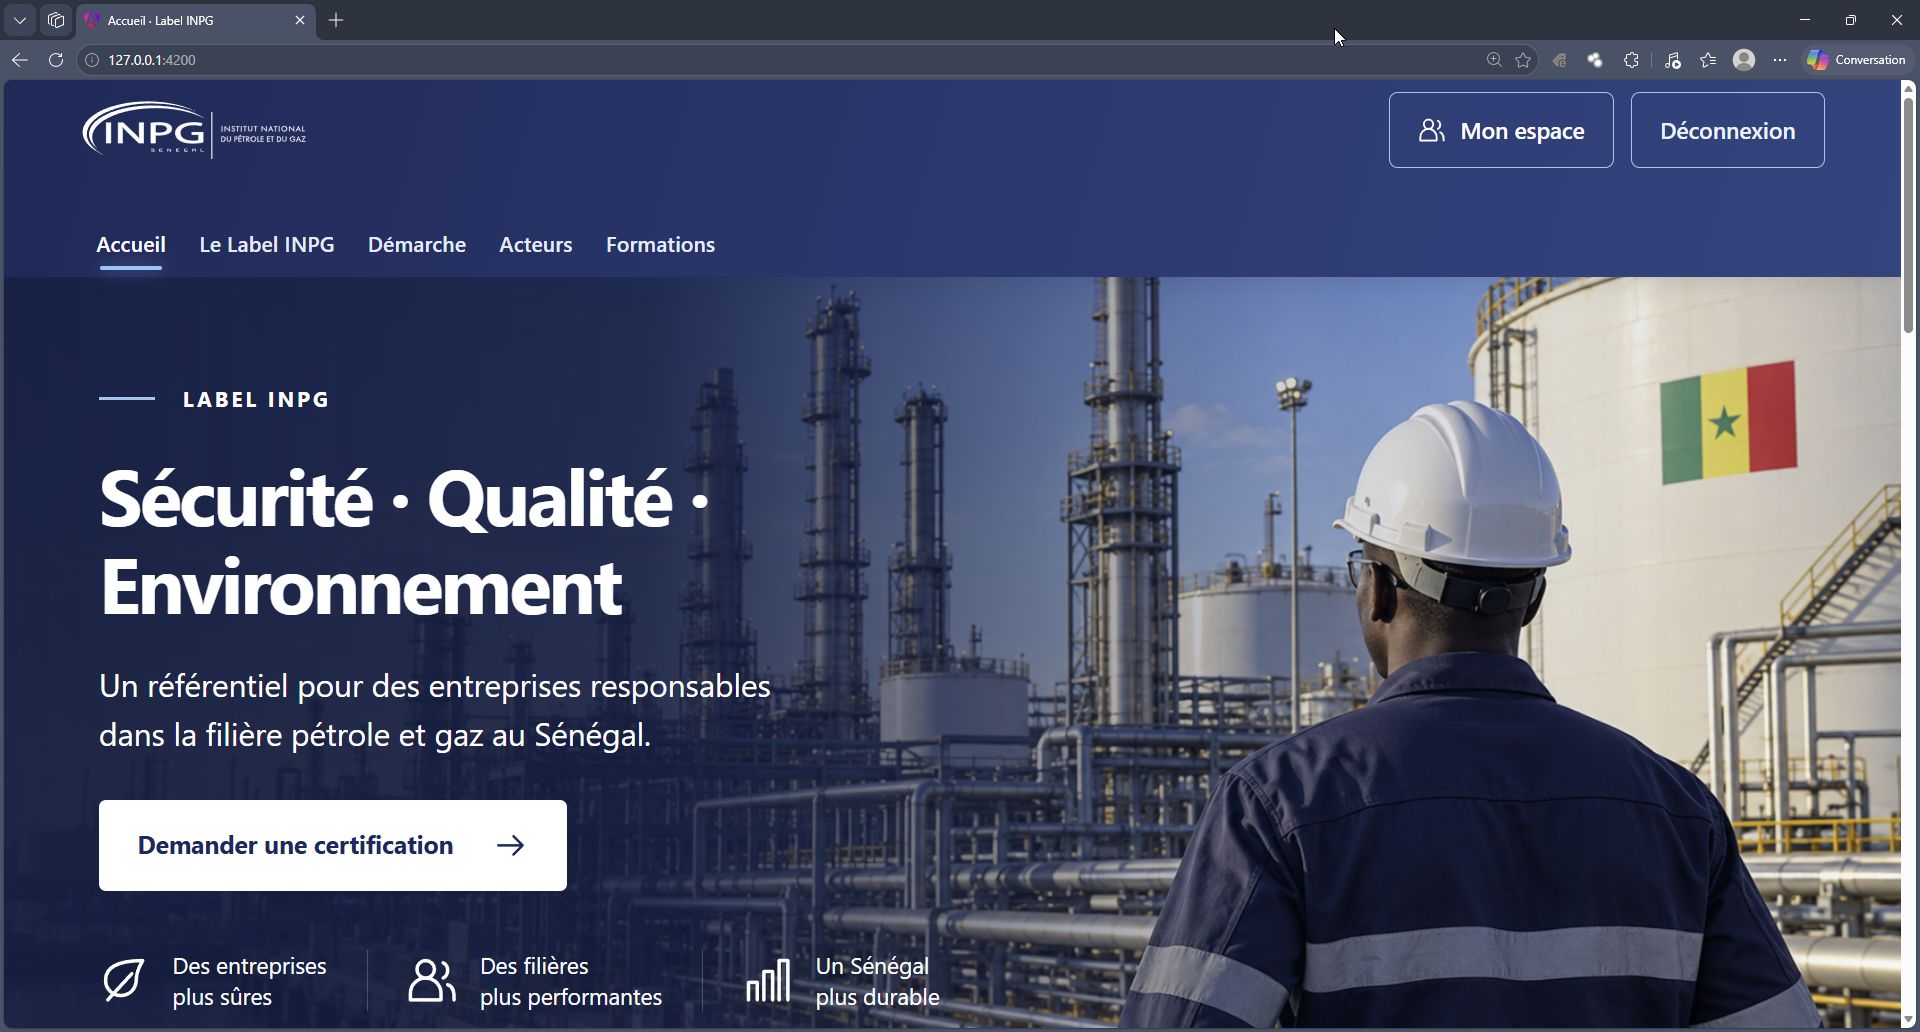 Accueil · Label INPG
127.0.0.1:4200
Conversation
INPG
SENEGAL
INSTITUT NATIONAL
DU PÉTROLE ET DU GAZ
Mon espace
Déconnexion
Accueil
Le Label INPG
Démarche
Acteurs
Formations
LABEL INPG
Sécurité · Qualité ·
Environnement
Un référentiel pour des entreprises responsables
dans la filière pétrole et gaz au Sénégal.
Demander une certification
Des entreprises
plus sûres
Des filières
plus performantes
Un Sénégal
plus durable